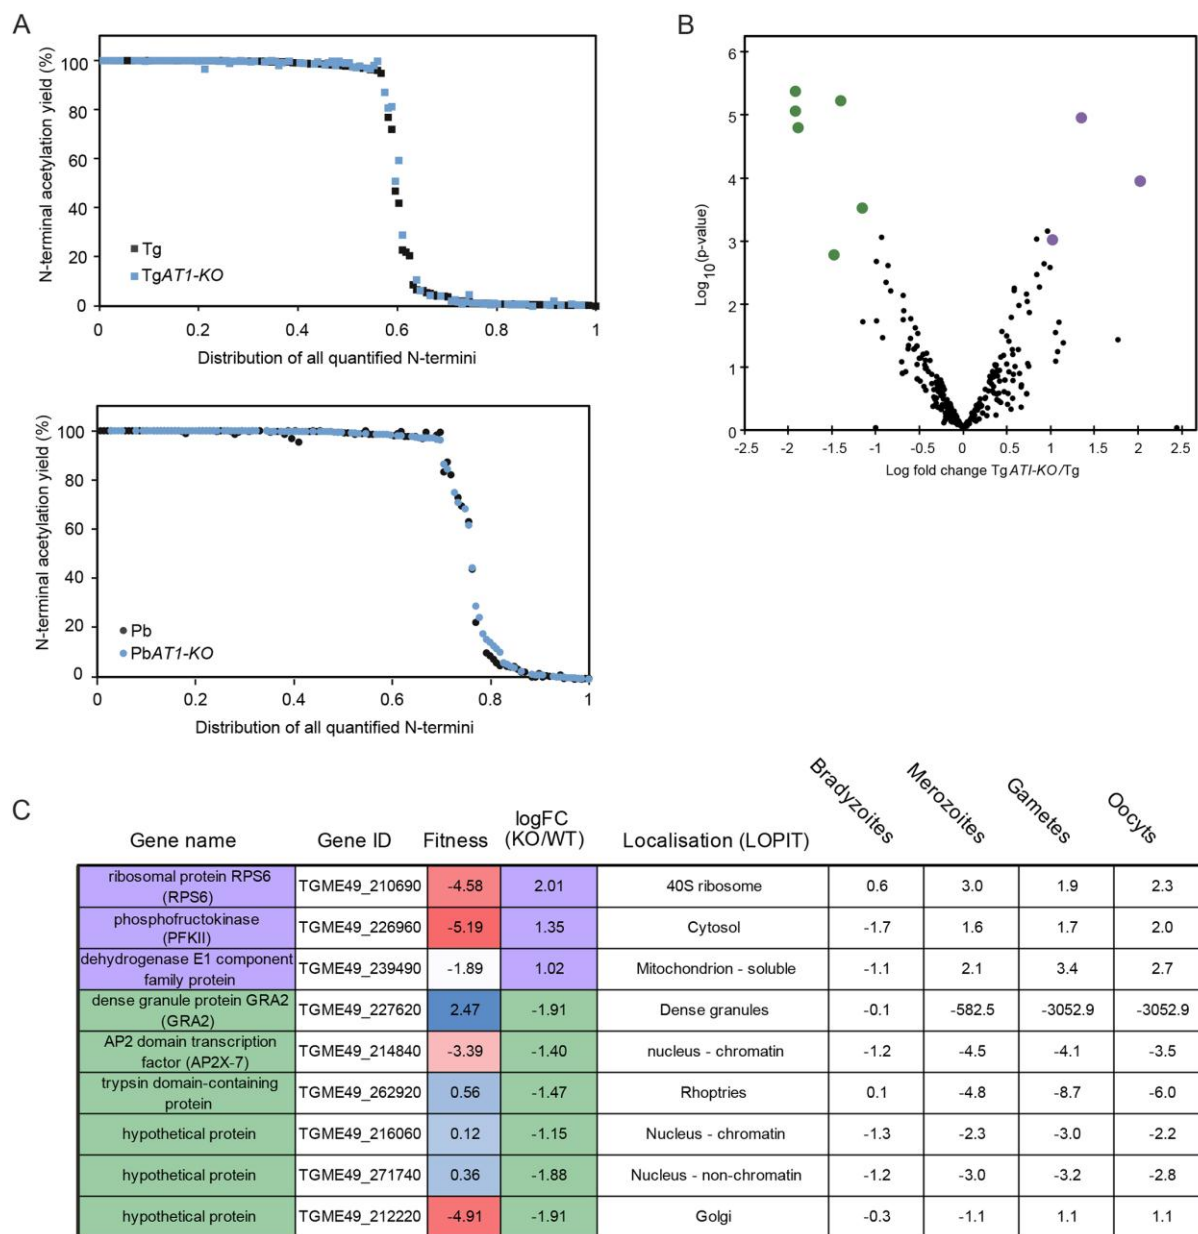 A
N-terminal acetylation yield (%)
100
80
60
40
20
0
Tg
TgAT1-KO
0 0.2 0.4 0.6 0.8 1
Distribution of all quantified N-termini
N-terminal acetylation yield (%)
100
80
60
40
20
0
Pb
PbAT1-KO
0 0.2 0.4 0.6 0.8 1
Distribution of all quantified N-termini
B
Log10(p-value)
6
5
4
3
2
1
0
-2.5 -2 -1.5 -1 -0.5 0 0.5 1 1.5 2 2.5
Log fold change TgATI-KO/Tg
C
Gene name Gene ID Fitness logFC (KO/WT) Localisation (LOPIT) Bradyzoites Merozoites Gametes Oocyts
ribosomal protein RPS6 (RPS6) TGME49_210690 -4.58 2.01 40S ribosome 0.6 3.0 1.9 2.3
phosphofructokinase (PFKII) TGME49_226960 -5.19 1.35 Cytosol -1.7 1.6 1.7 2.0
dehydrogenase E1 component family protein TGME49_239490 -1.89 1.02 Mitochondrion - soluble -1.1 2.1 3.4 2.7
dense granule protein GRA2 (GRA2) TGME49_227620 2.47 -1.91 Dense granules -0.1 -582.5 -3052.9 -3052.9
AP2 domain transcription factor (AP2X-7) TGME49_214840 -3.39 -1.40 nucleus - chromatin -1.2 -4.5 -4.1 -3.5
trypsin domain-containing protein TGME49_262920 0.56 -1.47 Rhoptries 0.1 -4.8 -8.7 -6.0
hypothetical protein TGME49_216060 0.12 -1.15 Nucleus - chromatin -1.3 -2.3 -3.0 -2.2
hypothetical protein TGME49_271740 0.36 -1.88 Nucleus - non-chromatin -1.2 -3.0 -3.2 -2.8
hypothetical protein TGME49_212220 -4.91 -1.91 Golgi -0.3 -1.1 1.1 1.1